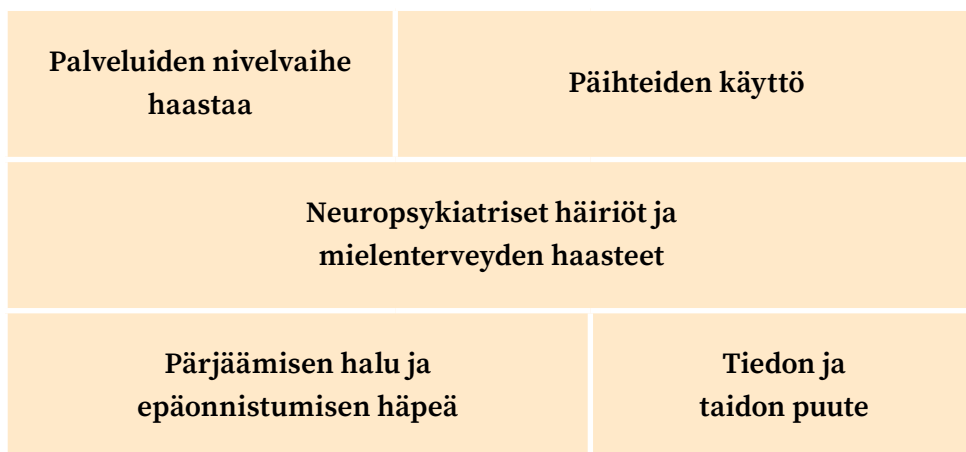 Palveluiden nivelvaihe
haastaa
Päihteiden käyttö
Neuropsykiatriset häiriöt ja
mielenterveyden haasteet
Pärjäämisen halu ja
epäonnistumisen häpeä
Tiedon ja
taidon puute